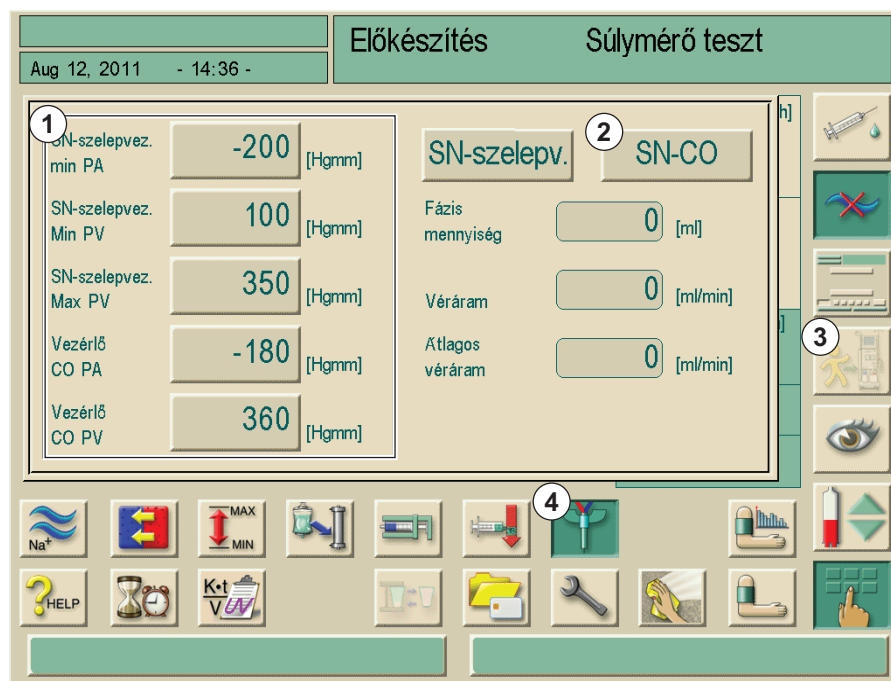 Előkészítés Súlymérő teszt
Aug 12, 2011 - 14:36 -
1
SN-szelepvez.
min PA
-200 [Hgmm]
SN-szelepvez.
Min PV
100 [Hgmm]
SN-szelepvez.
Max PV
350 [Hgmm]
Vezérlő
CO PA
-180 [Hgmm]
Vezérlő
CO PV
360 [Hgmm]
SN-szelepv.
2
SN-CO
Fázis
mennyiség
0 [ml]
Véráram
0 [ml/min]
Átlagos
véráram
0 [ml/min]
h]
]
3
4
Na+
MAX
MIN
HELP
K·t
V
UV